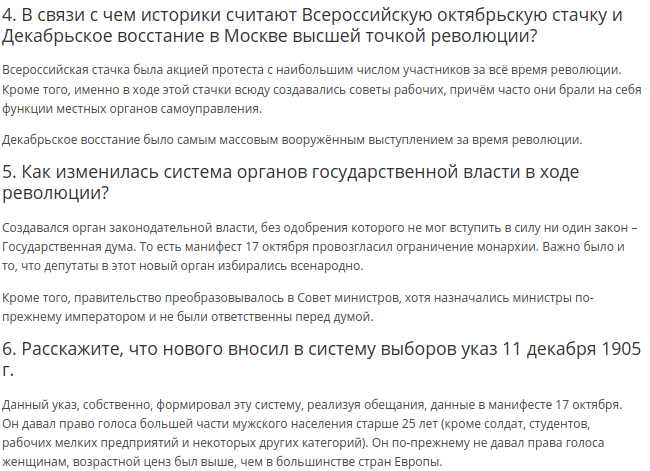 4. В связи с чем историки считают Всероссийскую октябрьскую стачку и
Декабрьское восстание в Москве высшей точкой революции?
Всероссийская стачка была акцией протеста с наибольшим числом участников за всё время революции.
Кроме того, именно в ходе этой стачки всюду создавались советы рабочих, причём часто они брали на себя
функции местных органов самоуправления.
Декабрьское восстание было самым массовым вооружённым выступлением за время революции.
5. Как изменилась система органов государственной власти в ходе
революции?
Создавался орган законодательной власти, без одобрения которого не мог вступить в силу ни один закон –
Государственная дума. То есть манифест 17 октября провозгласил ограничение монархии. Важно было и
то, что депутаты в этот новый орган избирались всенародно.
Кроме того, правительство преобразовывалось в Совет министров, хотя назначались министры по-
прежнему императором и не были ответственны перед думой.
6. Расскажите, что нового вносил в систему выборов указ 11 декабря 1905
г.
Данный указ, собственно, формировал эту систему, реализуя обещания, данные в манифесте 17 октября.
Он давал право голоса большей части мужского населения старше 25 лет (кроме солдат, студентов,
рабочих мелких предприятий и некоторых других категорий). Он по-прежнему не давал права голоса
женщинам, возрастной ценз был выше, чем в большинстве стран Европы.